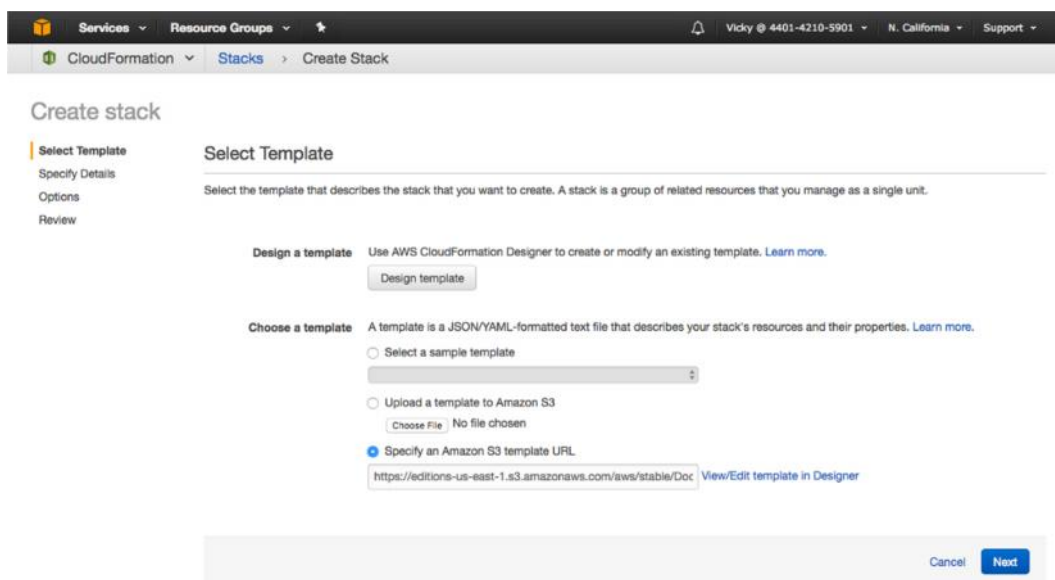 Services Resource Groups Vicky @ 4401-4210-5901 N. California Support
CloudFormation Stacks > Create Stack
Create stack
Select Template
Specify Details
Options
Review
Select Template
Select the template that describes the stack that you want to create. A stack is a group of related resources that you manage as a single unit.
Design a template Use AWS CloudFormation Designer to create or modify an existing template. Learn more.
Design template
Choose a template A template is a JSON/YAML-formatted text file that describes your stack's resources and their properties. Learn more.
Select a sample template
Upload a template to Amazon S3
Choose File No file chosen
Specify an Amazon S3 template URL
https://editions-us-east-1.s3.amazonaws.com/aws/stable/Doc View/Edit template in Designer
Cancel Next